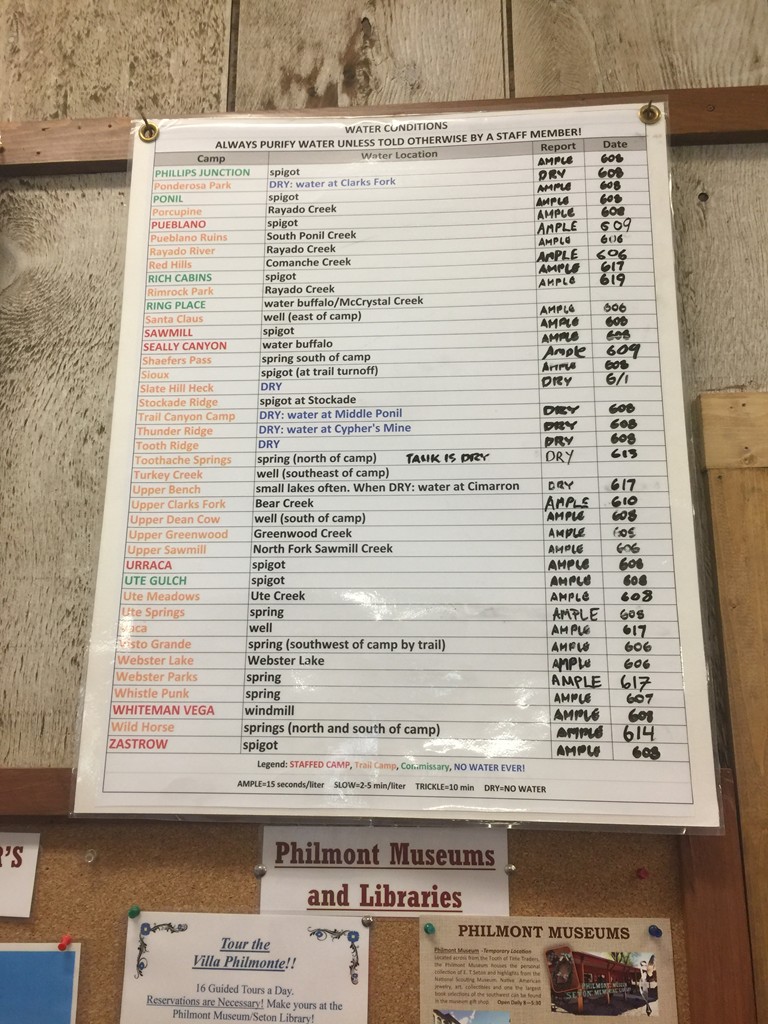 WATER CONDITIONS
ALWAYS PURIFY WATER UNLESS TOLD OTHERWISE BY A STAFF MEMBER!
Camp Water Location Report Date
PHILLIPS JUNCTION spigot AMPLE 608
Ponderosa Park DRY: water at Clarks Fork DRY 608
PONIL spigot AMPLE 608
Porcupine Rayado Creek AMPLE 608
PUEBLANO spigot AMPLE 608
Pueblano Ruins South Ponil Creek AMPLE 609
Rayado River Rayado Creek AMPLE 606
Red Hills Comanche Creek AMPLE 606
RICH CABINS spigot AMPLE 617
Rimrock Park Rayado Creek AMPLE 619
RING PLACE water buffalo/McCrystal Creek
Santa Claus well (east of camp) AMPLE 606
SAWMILL spigot AMPLE 608
SEALLY CANYON water buffalo AMPLE 608
Shaefers Pass spring south of camp Ample 609
Sioux spigot (at trail turnoff) AMPLE 608
Slate Hill Heck DRY DRY 6/1
Stockade Ridge spigot at Stockade
Trail Canyon Camp DRY: water at Middle Ponil DRY 608
Thunder Ridge DRY: water at Cypher's Mine DRY 608
Tooth Ridge DRY DRY 608
Toothache Springs spring (north of camp) TANK IS DRY DRY 613
Turkey Creek well (southeast of camp)
Upper Bench small lakes often. When DRY: water at Cimarron DRY 617
Upper Clarks Fork Bear Creek AMPLE 610
Upper Dean Cow well (south of camp) AMPLE 608
Upper Greenwood Greenwood Creek AMPLE 605
Upper Sawmill North Fork Sawmill Creek AMPLE 606
URRACA spigot AMPLE 608
UTE GULCH spigot AMPLE 608
Ute Meadows Ute Creek AMPLE 608
Ute Springs spring AMPLE 608
well AMPLE 617
Visto Grande spring (southwest of camp by trail) AMPLE 606
Webster Lake Webster Lake AMPLE 606
Webster Parks spring AMPLE 617
Whistle Punk spring AMPLE 607
WHITEMAN VEGA windmill AMPLE 608
Wild Horse springs (north and south of camp) AMPLE 614
ZASTROW spigot AMPLE 608
Legend: STAFFED CAMP, Trail Camp, Commissary, NO WATER EVER!
AMPLE=15 seconds/liter SLOW=2-5 min/liter TRICKLE=10 min DRY=NO WATER
R'S
Philmont Museums
and Libraries
Tour the
Villa Philmonte!!
16 Guided Tours a Day.
Reservations are Necessary! Make yours at the
Philmont Museum/Seton Library!
PHILMONT MUSEUMS
Philmont Museum - Temporary Location
Open Daily 8 – 5:30
PHILMONT MUSEUM
SETON MEMORIAL LIBRARY